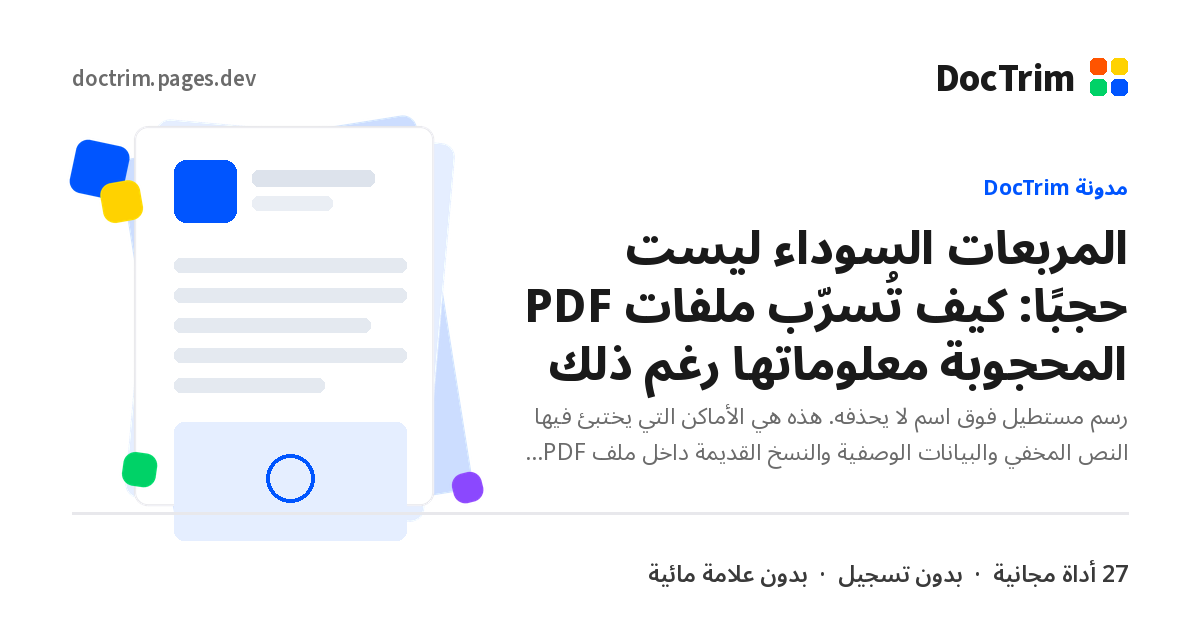 DocTrim
doctrim.pages.dev
مدونة DocTrim
المربعات السوداء ليست
حجبًا: كيف تُسرّب ملفات PDF
المحجوبة معلوماتها رغم ذلك
رسم مستطيل فوق اسم لا يحذفه. هذه هي الأماكن التي يختبئ فيها
النص المخفي والبيانات الوصفية والنسخ القديمة داخل ملف PDF...
27 أداة مجانية · بدون تسجيل · بدون علامة مائية